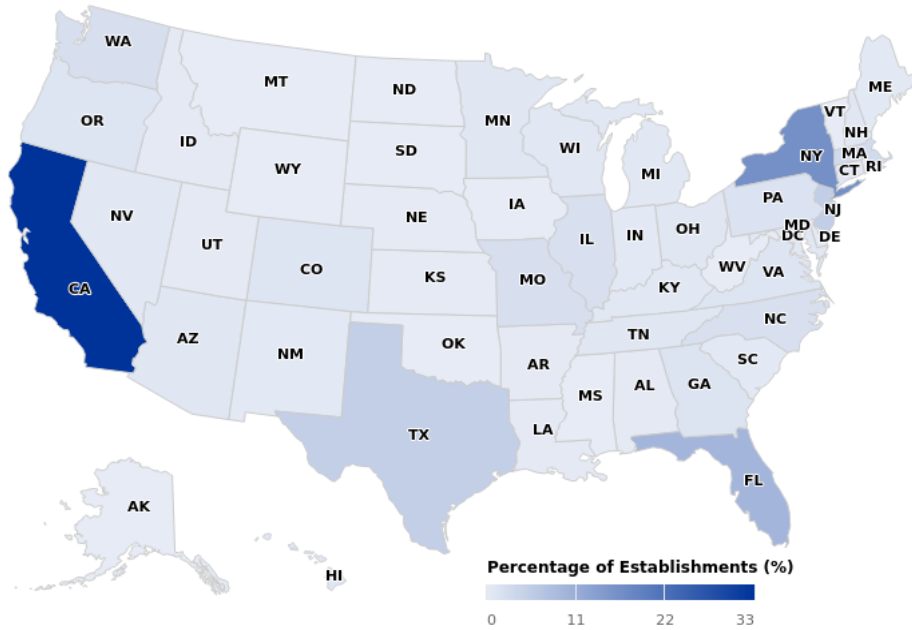 WA
MT
ND
MN
ME
OR
ID
SD
WI
VT
NH
WY
MI
NY
MA
CT
RI
NV
NE
IA
PA
NJ
UT
IL
IN
OH
MD
DC
DE
CO
KS
MO
WV
VA
CA
KY
AZ
NM
OK
TN
NC
AR
SC
MS
AL
GA
TX
LA
FL
AK
HI
Percentage of Establishments (%)
0 11 22 33